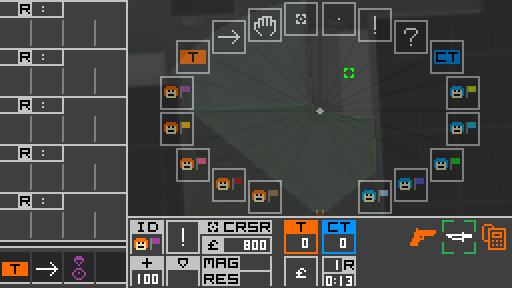 R :
R :
R :
R :
R :
! ?
T CT
ID ! CRSR T CT
£ 800 0 0
+ MAG £ 1R
100 RES 0:13
T